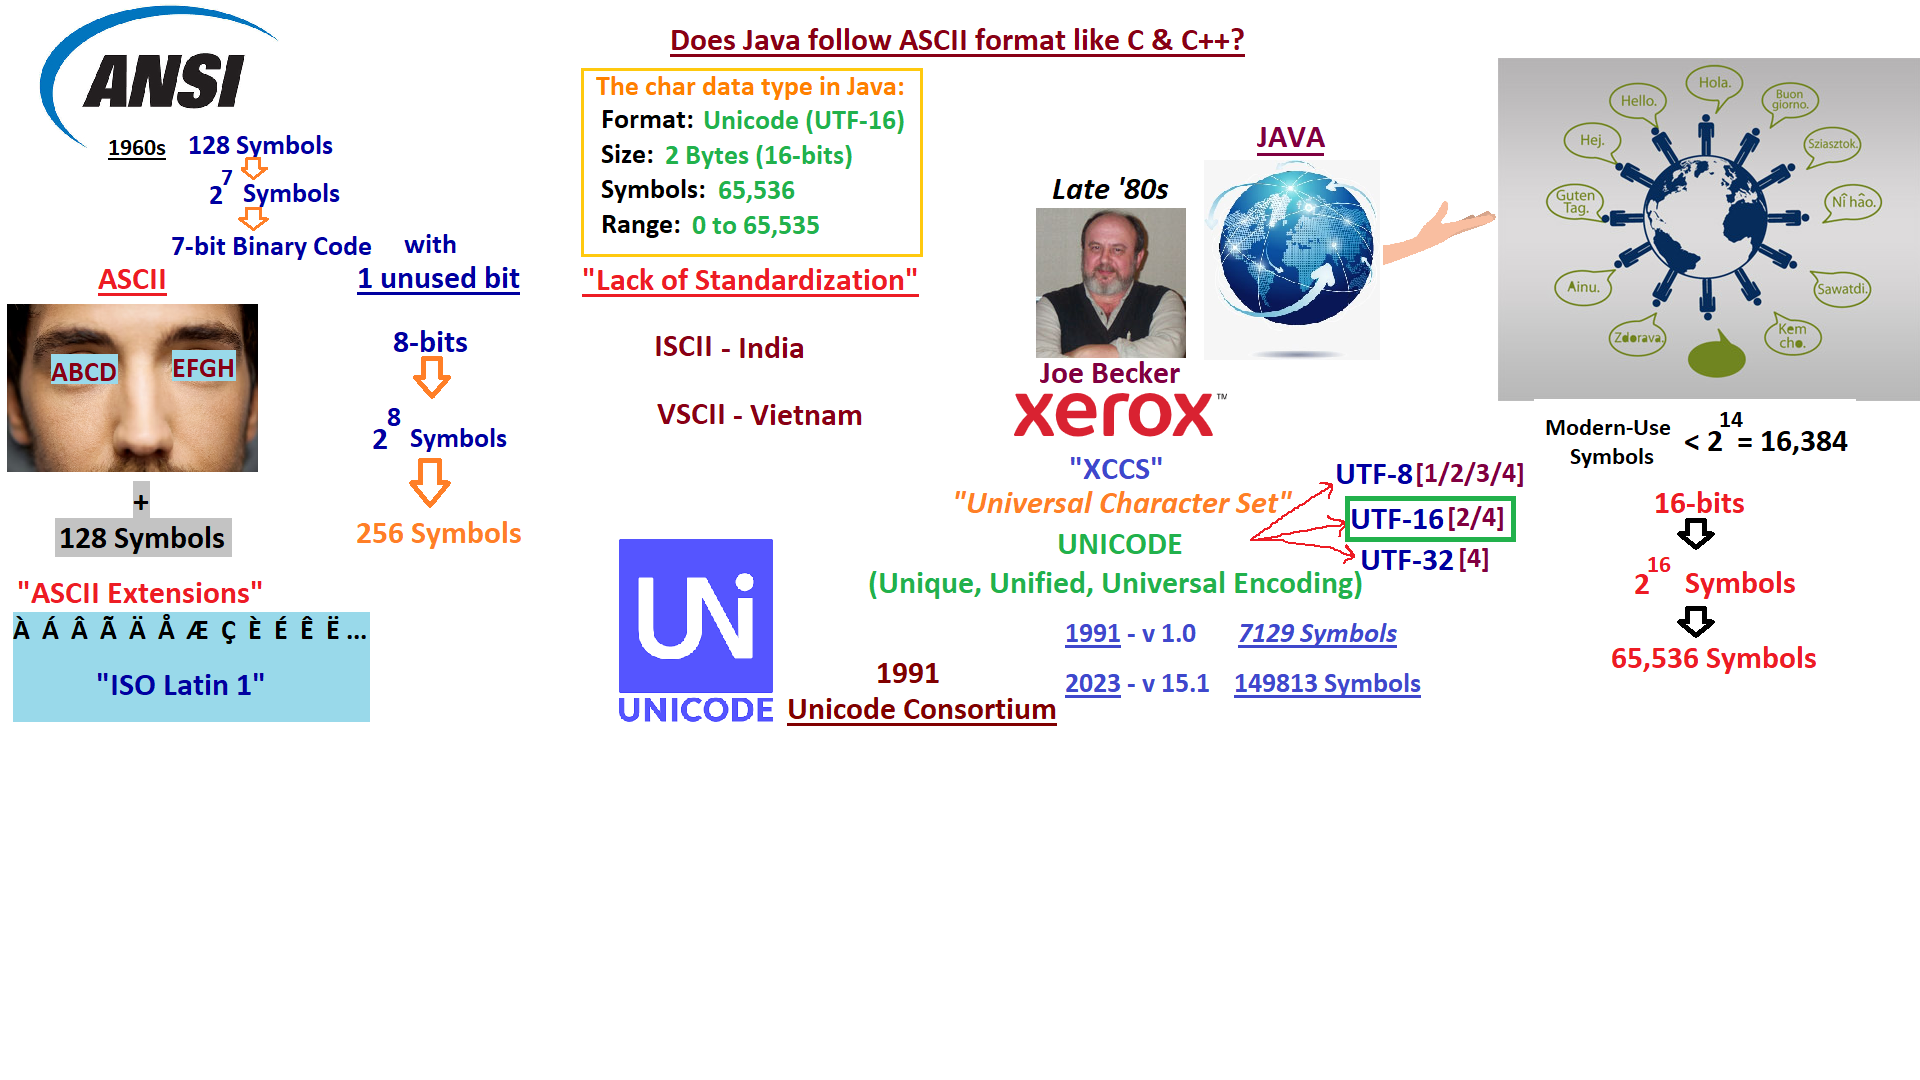 Does Java follow ASCII format like C & C++?
ANSI
1960s 128 Symbols
2^7 Symbols
7-bit Binary Code with
1 unused bit
ASCII
ABCD EFGH
+
128 Symbols
"ASCII Extensions"
À Á Â Ã Ä Å Æ Ç È É Ê Ë ...
"ISO Latin 1"
8-bits
2^8 Symbols
256 Symbols
The char data type in Java:
Format: Unicode (UTF-16)
Size: 2 Bytes (16-bits)
Symbols: 65,536
Range: 0 to 65,535
"Lack of Standardization"
ISCII - India
VSCII - Vietnam
UNi
UNICODE
1991
Unicode Consortium
Late '80s
JAVA
Joe Becker
xerox™
"XCCS"
"Universal Character Set"
UNICODE
(Unique, Unified, Universal Encoding)
UTF-8 [1/2/3/4]
UTF-16 [2/4]
UTF-32 [4]
1991 - v 1.0 7129 Symbols
2023 - v 15.1 149813 Symbols
Hola.
Hello.
Buon
giorno.
Hej.
Sziasztok.
Guten
Tag.
Nî hâo.
Ainu.
Sawatdi.
Zdorava.
Kem
cho.
Modern-Use
Symbols < 2^14 = 16,384
16-bits
2^16 Symbols
65,536 Symbols